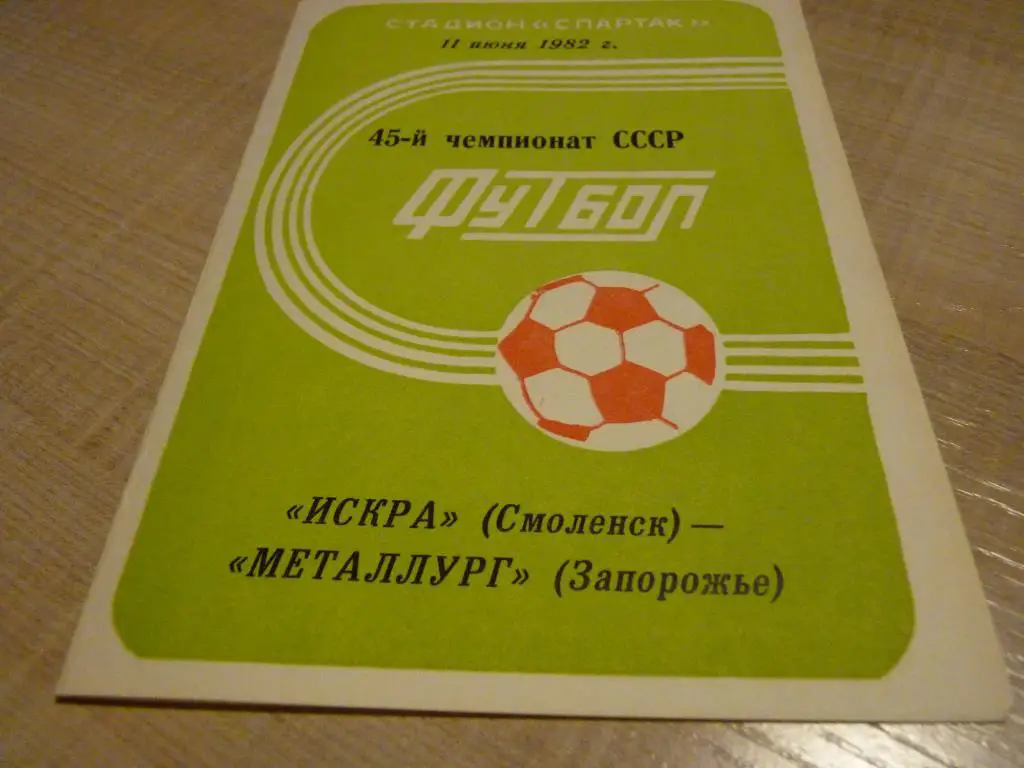 СТАДИОН «СПАРТАК»
11 июня 1982 г.
45-й чемпионат СССР
ФУТБОЛ
«ИСКРА» (Смоленск) —
«МЕТАЛЛУРГ» (Запорожье)